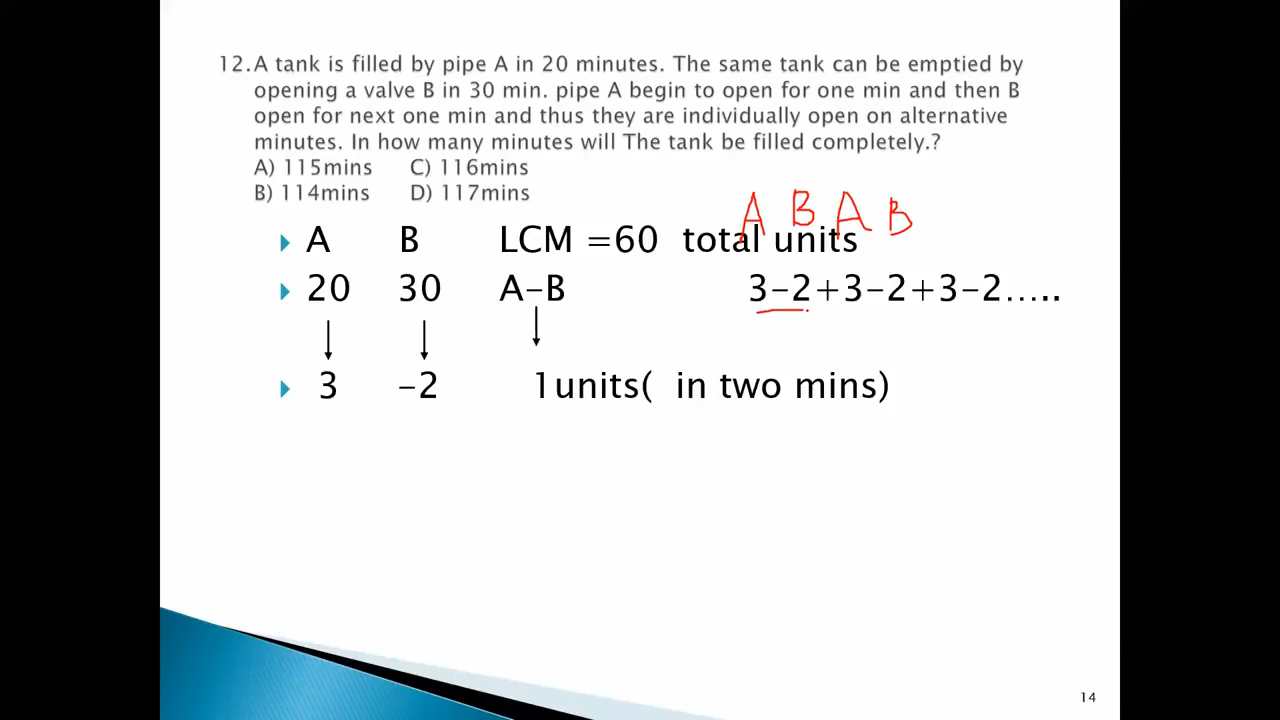 12. A tank is filled by pipe A in 20 minutes. The same tank can be emptied by
opening a valve B in 30 min. pipe A begin to open for one min and then B
open for next one min and thus they are individually open on alternative
minutes. In how many minutes will The tank be filled completely.?
A) 115mins C) 116mins
B) 114mins D) 117mins
A B A B
A B LCM =60 total units
20 30 A-B 3-2+3-2+3-2…..
3 -2 1units( in two mins)
14